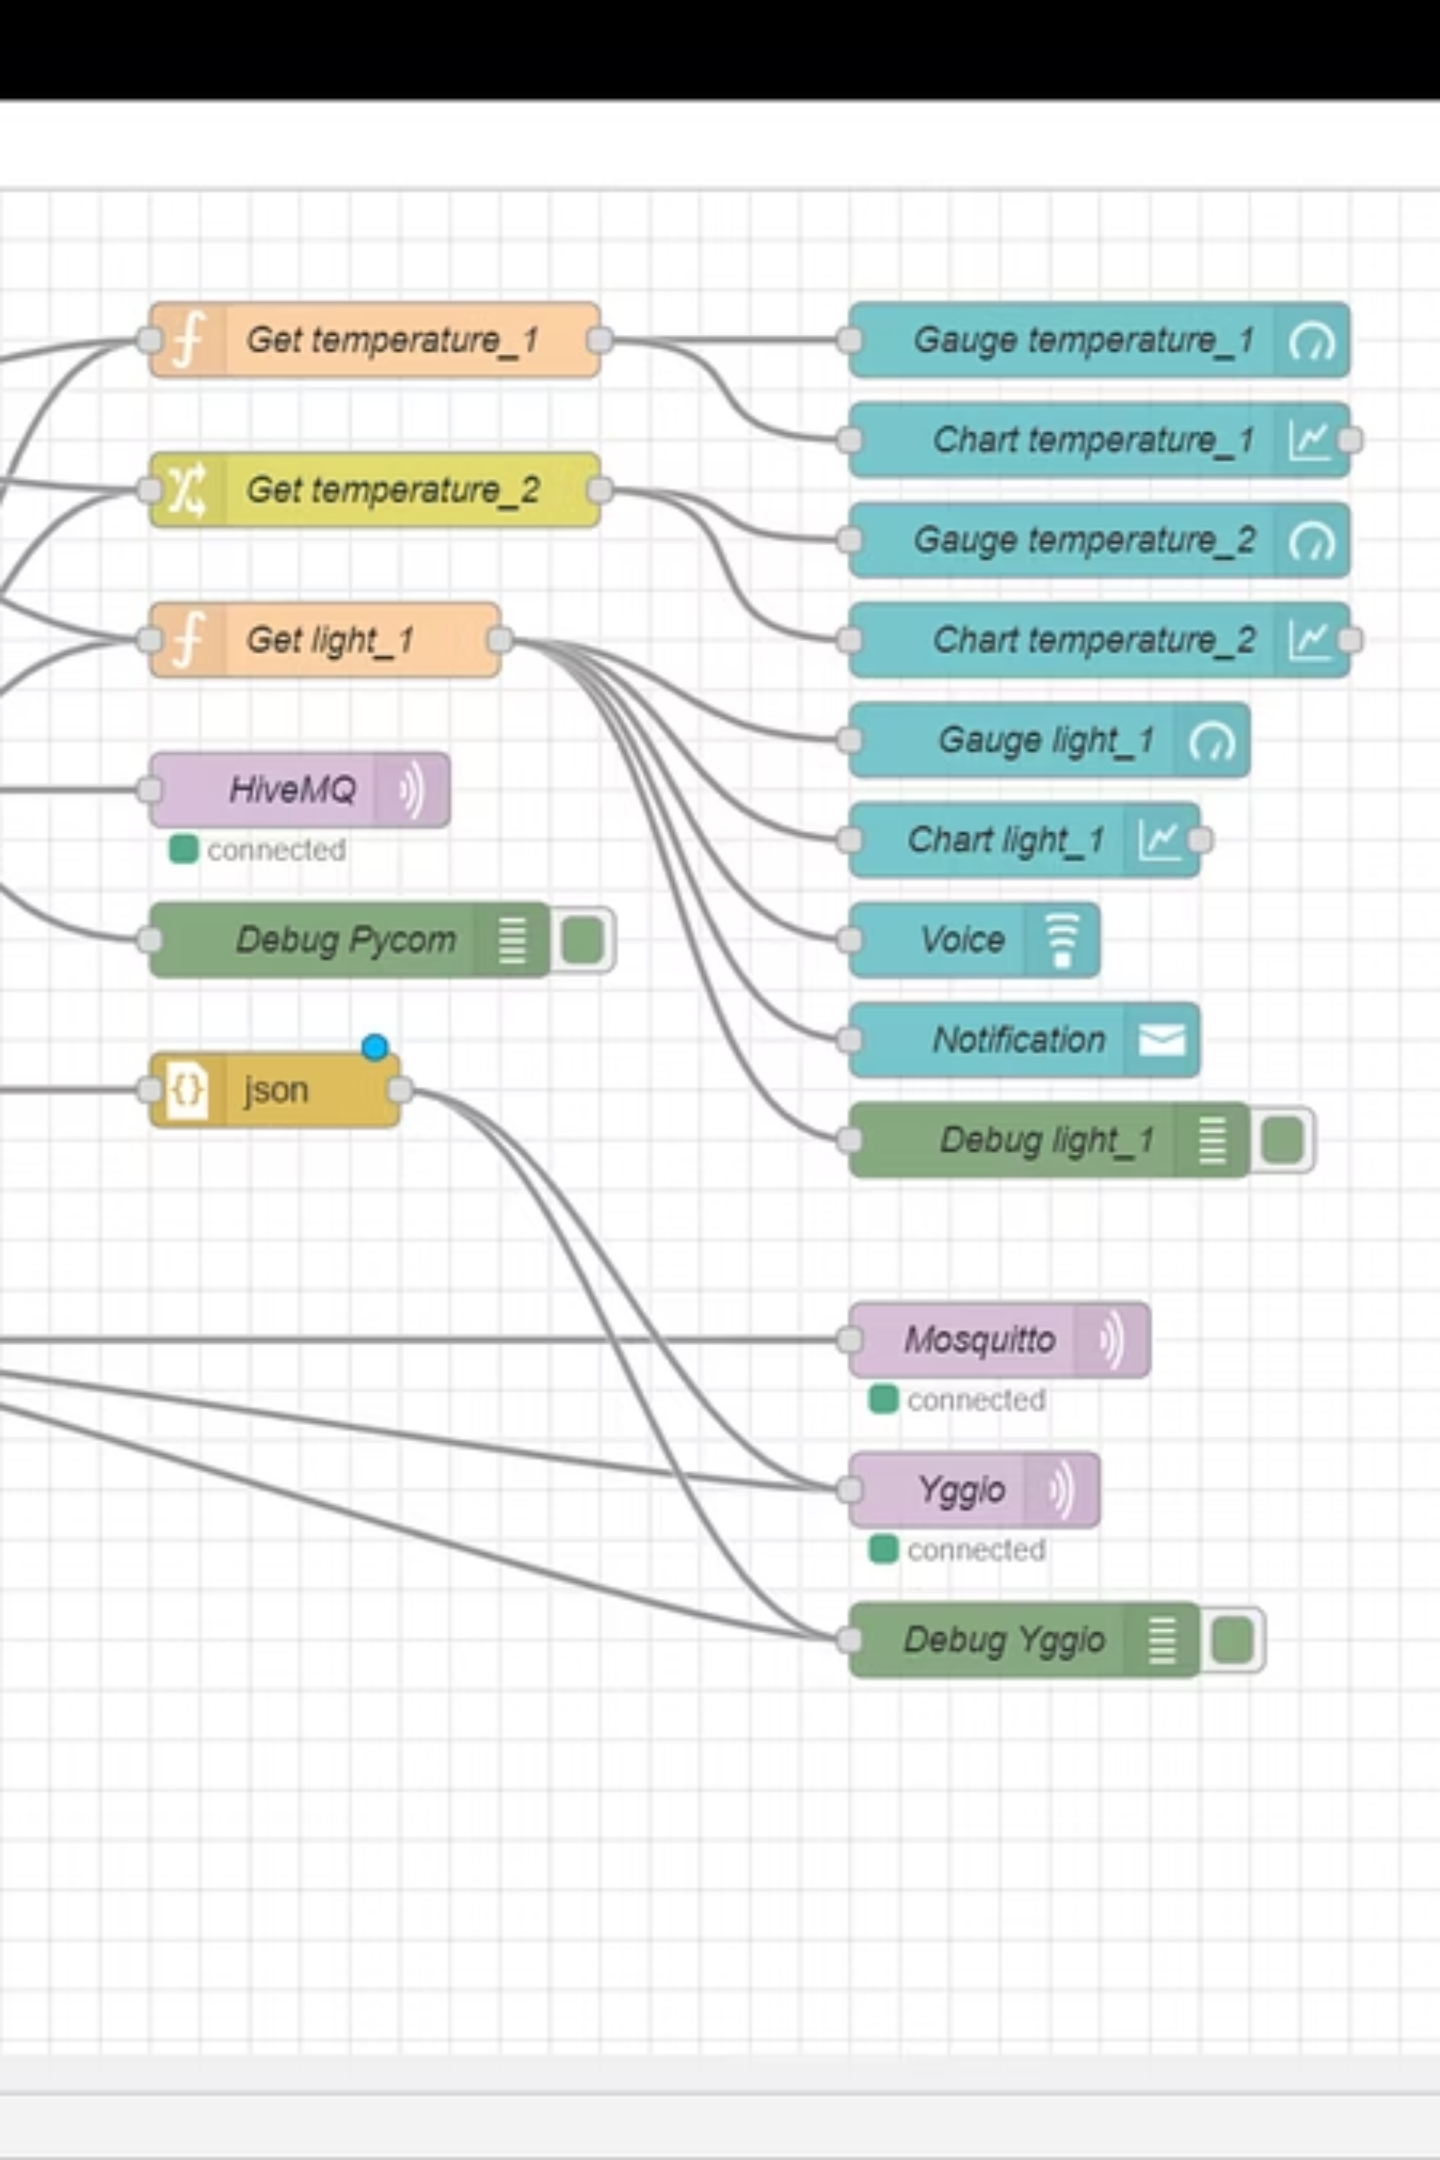 Get temperature_1
Gauge temperature_1
Chart temperature_1
Get temperature_2
Gauge temperature_2
Chart temperature_2
Get light_1
Gauge light_1
HiveMQ
connected
Chart light_1
Debug Pycom
Voice
Notification
{} json
Debug light_1
Mosquitto
connected
Yggio
connected
Debug Yggio